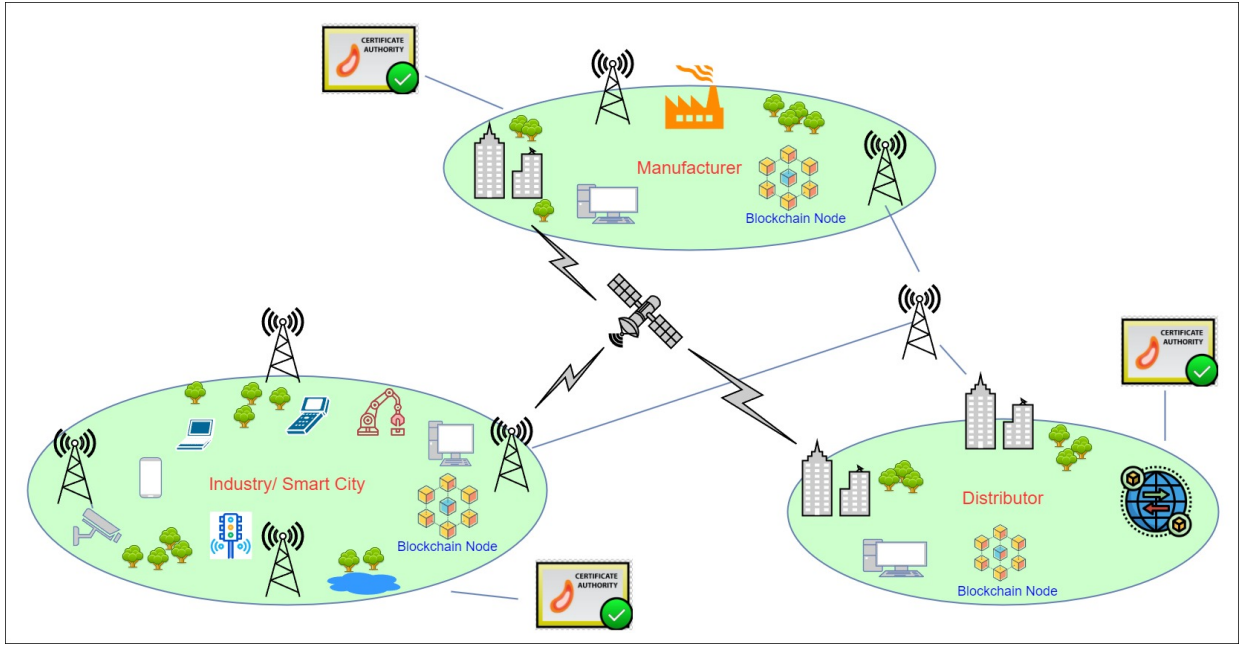 CERTIFICATE
AUTHORITY
Manufacturer
Blockchain Node
CERTIFICATE
AUTHORITY
Industry/ Smart City
Distributor
Blockchain Node
CERTIFICATE
AUTHORITY
Blockchain Node